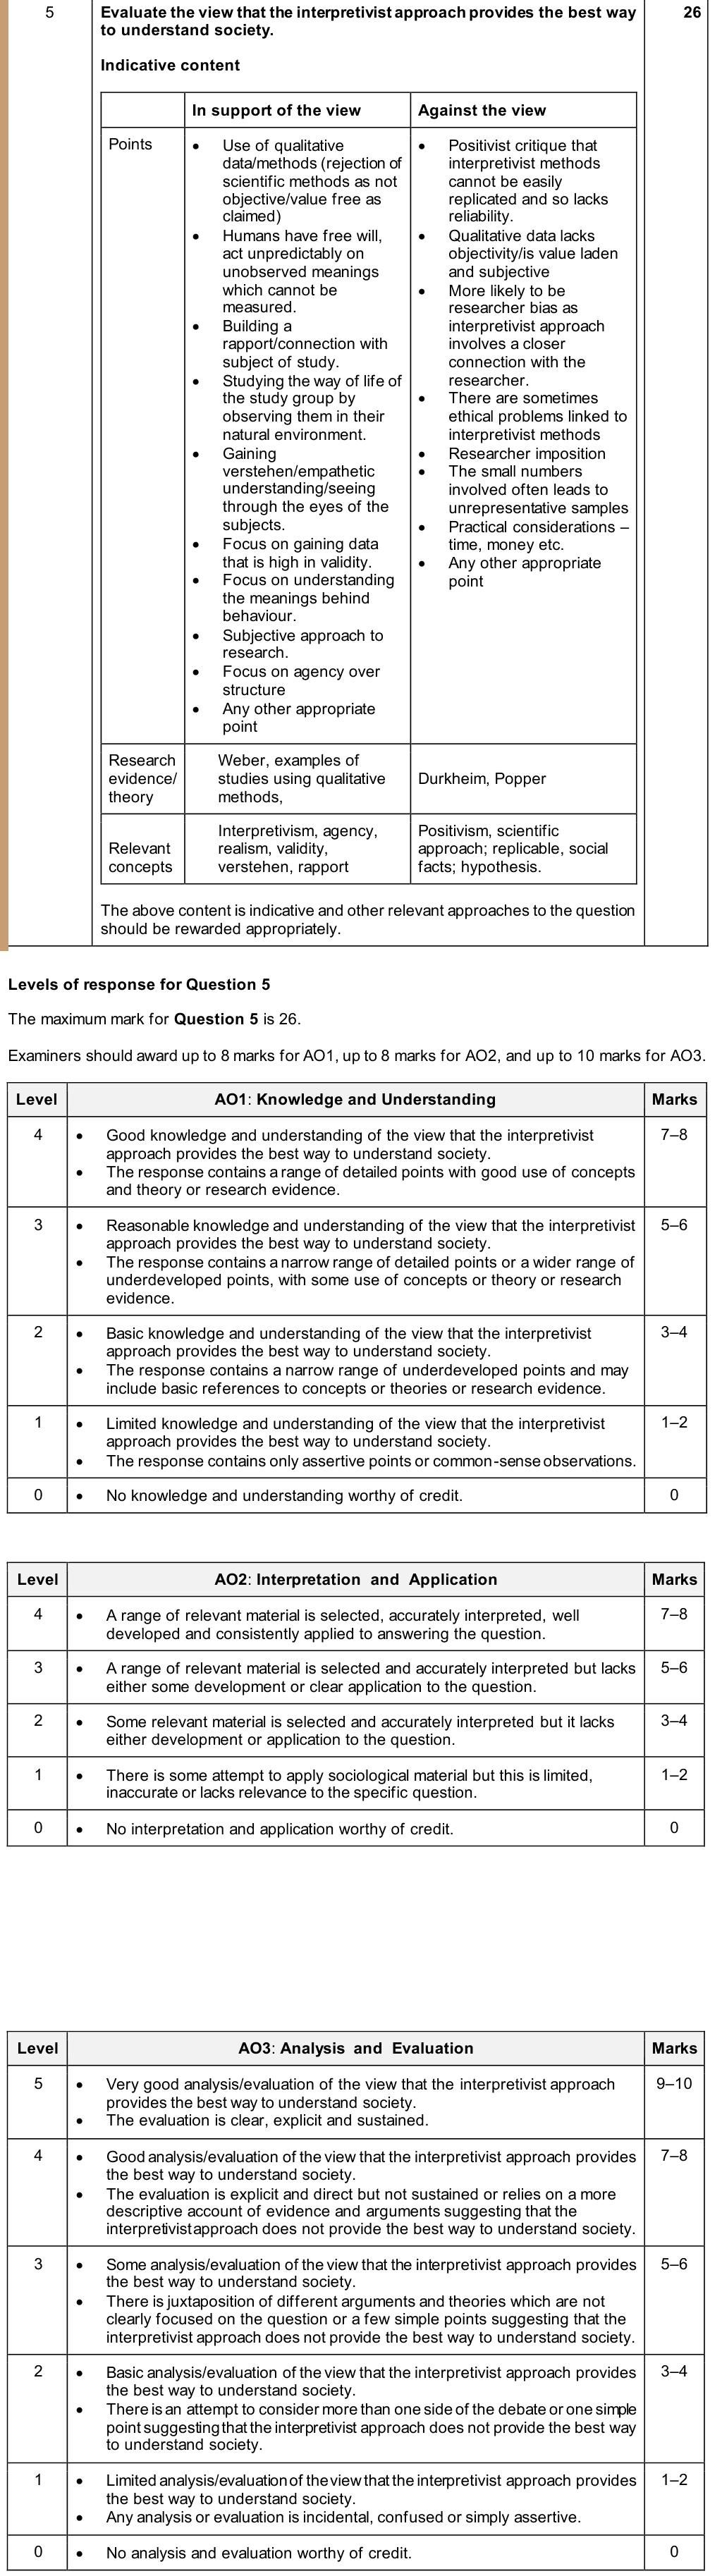 5
Evaluate the view that the interpretivist approach provides the best way
to understand society.
26
Indicative content
In support of the view
Against the view
Points
• Use of qualitative
data/methods (rejection of
scientific methods as not
objective/value free as
claimed)
• Humans have free will,
act unpredictably on
unobserved meanings
which cannot be
measured.
• Building a
rapport/connection with
subject of study.
• Studying the way of life of
the study group by
observing them in their
natural environment.
• Gaining
verstehen/empathetic
understanding/seeing
through the eyes of the
subjects.
• Focus on gaining data
that is high in validity.
• Focus on understanding
the meanings behind
behaviour.
• Subjective approach to
research.
• Focus on agency over
structure
• Any other appropriate
point
• Positivist critique that
interpretivist methods
cannot be easily
replicated and so lacks
reliability.
• Qualitative data lacks
objectivity/is value laden
and subjective
• More likely to be
researcher bias as
interpretivist approach
involves a closer
connection with the
researcher.
• There are sometimes
ethical problems linked to
interpretivist methods
• Researcher imposition
• The small numbers
involved often leads to
unrepresentative samples
• Practical considerations –
time, money etc.
• Any other appropriate
point
Research
evidence/
theory
Weber, examples of
studies using qualitative
methods,
Durkheim, Popper
Relevant
concepts
Interpretivism, agency,
realism, validity,
verstehen, rapport
Positivism, scientific
approach; replicable, social
facts; hypothesis.
The above content is indicative and other relevant approaches to the question
should be rewarded appropriately.
Levels of response for Question 5
The maximum mark for Question 5 is 26.
Examiners should award up to 8 marks for AO1, up to 8 marks for AO2, and up to 10 marks for AO3.
Level
AO1: Knowledge and Understanding
Marks
4
• Good knowledge and understanding of the view that the interpretivist
approach provides the best way to understand society.
• The response contains a range of detailed points with good use of concepts
and theory or research evidence.
7–8
3
• Reasonable knowledge and understanding of the view that the interpretivist
approach provides the best way to understand society.
• The response contains a narrow range of detailed points or a wider range of
underdeveloped points, with some use of concepts or theory or research
evidence.
5–6
2
• Basic knowledge and understanding of the view that the interpretivist
approach provides the best way to understand society.
• The response contains a narrow range of underdeveloped points and may
include basic references to concepts or theories or research evidence.
3–4
1
• Limited knowledge and understanding of the view that the interpretivist
approach provides the best way to understand society.
• The response contains only assertive points or common-sense observations.
1–2
0
• No knowledge and understanding worthy of credit.
0
Level
AO2: Interpretation and Application
Marks
4
• A range of relevant material is selected, accurately interpreted, well
developed and consistently applied to answering the question.
7–8
3
• A range of relevant material is selected and accurately interpreted but lacks
either some development or clear application to the question.
5–6
2
• Some relevant material is selected and accurately interpreted but it lacks
either development or application to the question.
3–4
1
• There is some attempt to apply sociological material but this is limited,
inaccurate or lacks relevance to the specific question.
1–2
0
• No interpretation and application worthy of credit.
0
Level
AO3: Analysis and Evaluation
Marks
5
• Very good analysis/evaluation of the view that the interpretivist approach
provides the best way to understand society.
• The evaluation is clear, explicit and sustained.
9–10
4
• Good analysis/evaluation of the view that the interpretivist approach provides
the best way to understand society.
• The evaluation is explicit and direct but not sustained or relies on a more
descriptive account of evidence and arguments suggesting that the
interpretivist approach does not provide the best way to understand society.
7–8
3
• Some analysis/evaluation of the view that the interpretivist approach provides
the best way to understand society.
• There is juxtaposition of different arguments and theories which are not
clearly focused on the question or a few simple points suggesting that the
interpretivist approach does not provide the best way to understand society.
5–6
2
• Basic analysis/evaluation of the view that the interpretivist approach provides
the best way to understand society.
• There is an attempt to consider more than one side of the debate or one simple
point suggesting that the interpretivist approach does not provide the best way
to understand society.
3–4
1
• Limited analysis/evaluation of the view that the interpretivist approach provides
the best way to understand society.
• Any analysis or evaluation is incidental, confused or simply assertive.
1–2
0
• No analysis and evaluation worthy of credit.
0